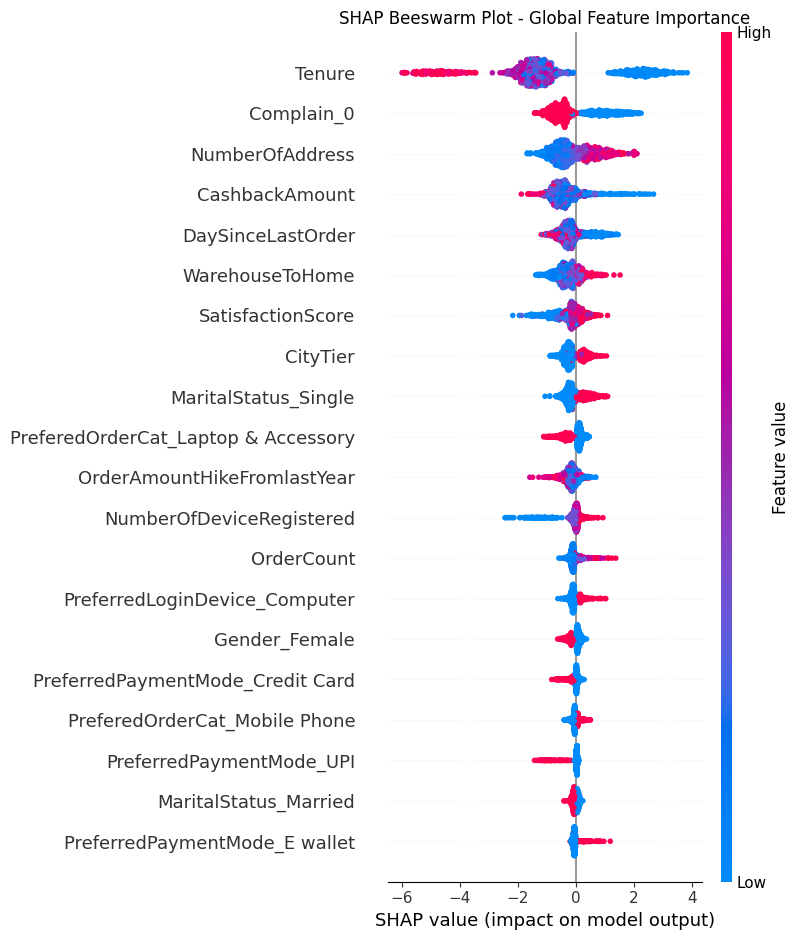 SHAP Beeswarm Plot - Global Feature Importance
High
Tenure
Complain_0
NumberOfAddress
CashbackAmount
DaySinceLastOrder
WarehouseToHome
SatisfactionScore
CityTier
MaritalStatus_Single
PreferedOrderCat_Laptop & Accessory
OrderAmountHikeFromlastYear
NumberOfDeviceRegistered
OrderCount
PreferredLoginDevice_Computer
Gender_Female
PreferredPaymentMode_Credit Card
PreferedOrderCat_Mobile Phone
PreferredPaymentMode_UPI
MaritalStatus_Married
PreferredPaymentMode_E wallet
Feature value
Low
−6 −4 −2 0 2 4
SHAP value (impact on model output)